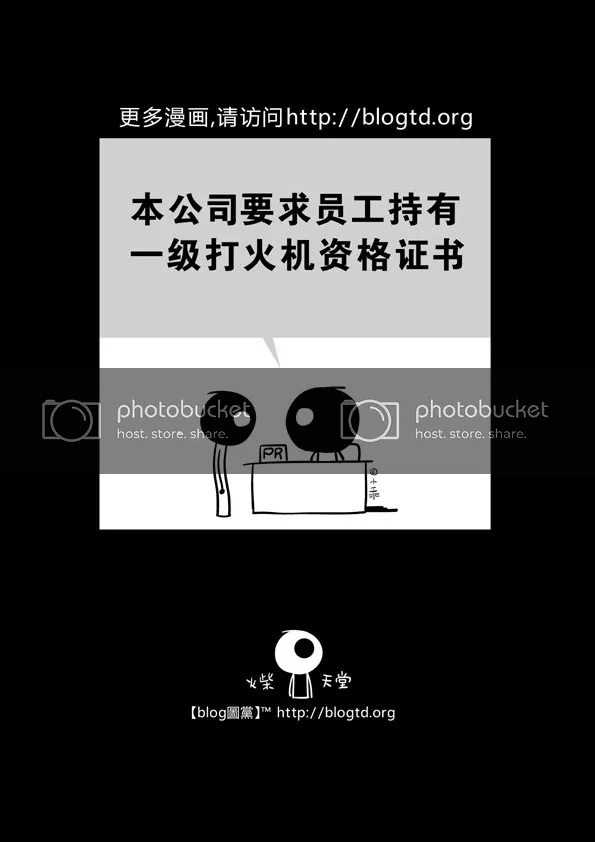 更多漫画,请访问http://blogtd.org
本公司要求员工持有
一级打火机资格证书
photobucket
host. store. share.
photobucket
host. store. share.
PR
©小乖
火柴 天堂
【blog圖黨】™ http://blogtd.org